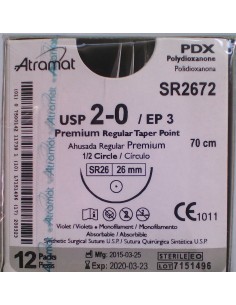 Atramat
PDX
Polydioxanone
Polidioxanona
SR2672
USP 2-0 / EP 3
Premium Regular Taper Point
70 cm
Ahusada Regular Premium
1/2 Circle / Círculo
SR26 26 mm
CE 1011
Violet / Violeta - Monofilament / Monofilamento
Absorbable / Absorbible
Synthetic Surgical Suture U.S.P. / Sutura Quirúrgica Sintética U.S.P.
12 Packs
Mfg: 2015-03-25
STERILE EO
Exp: 2020-03-23
LOT 7151496